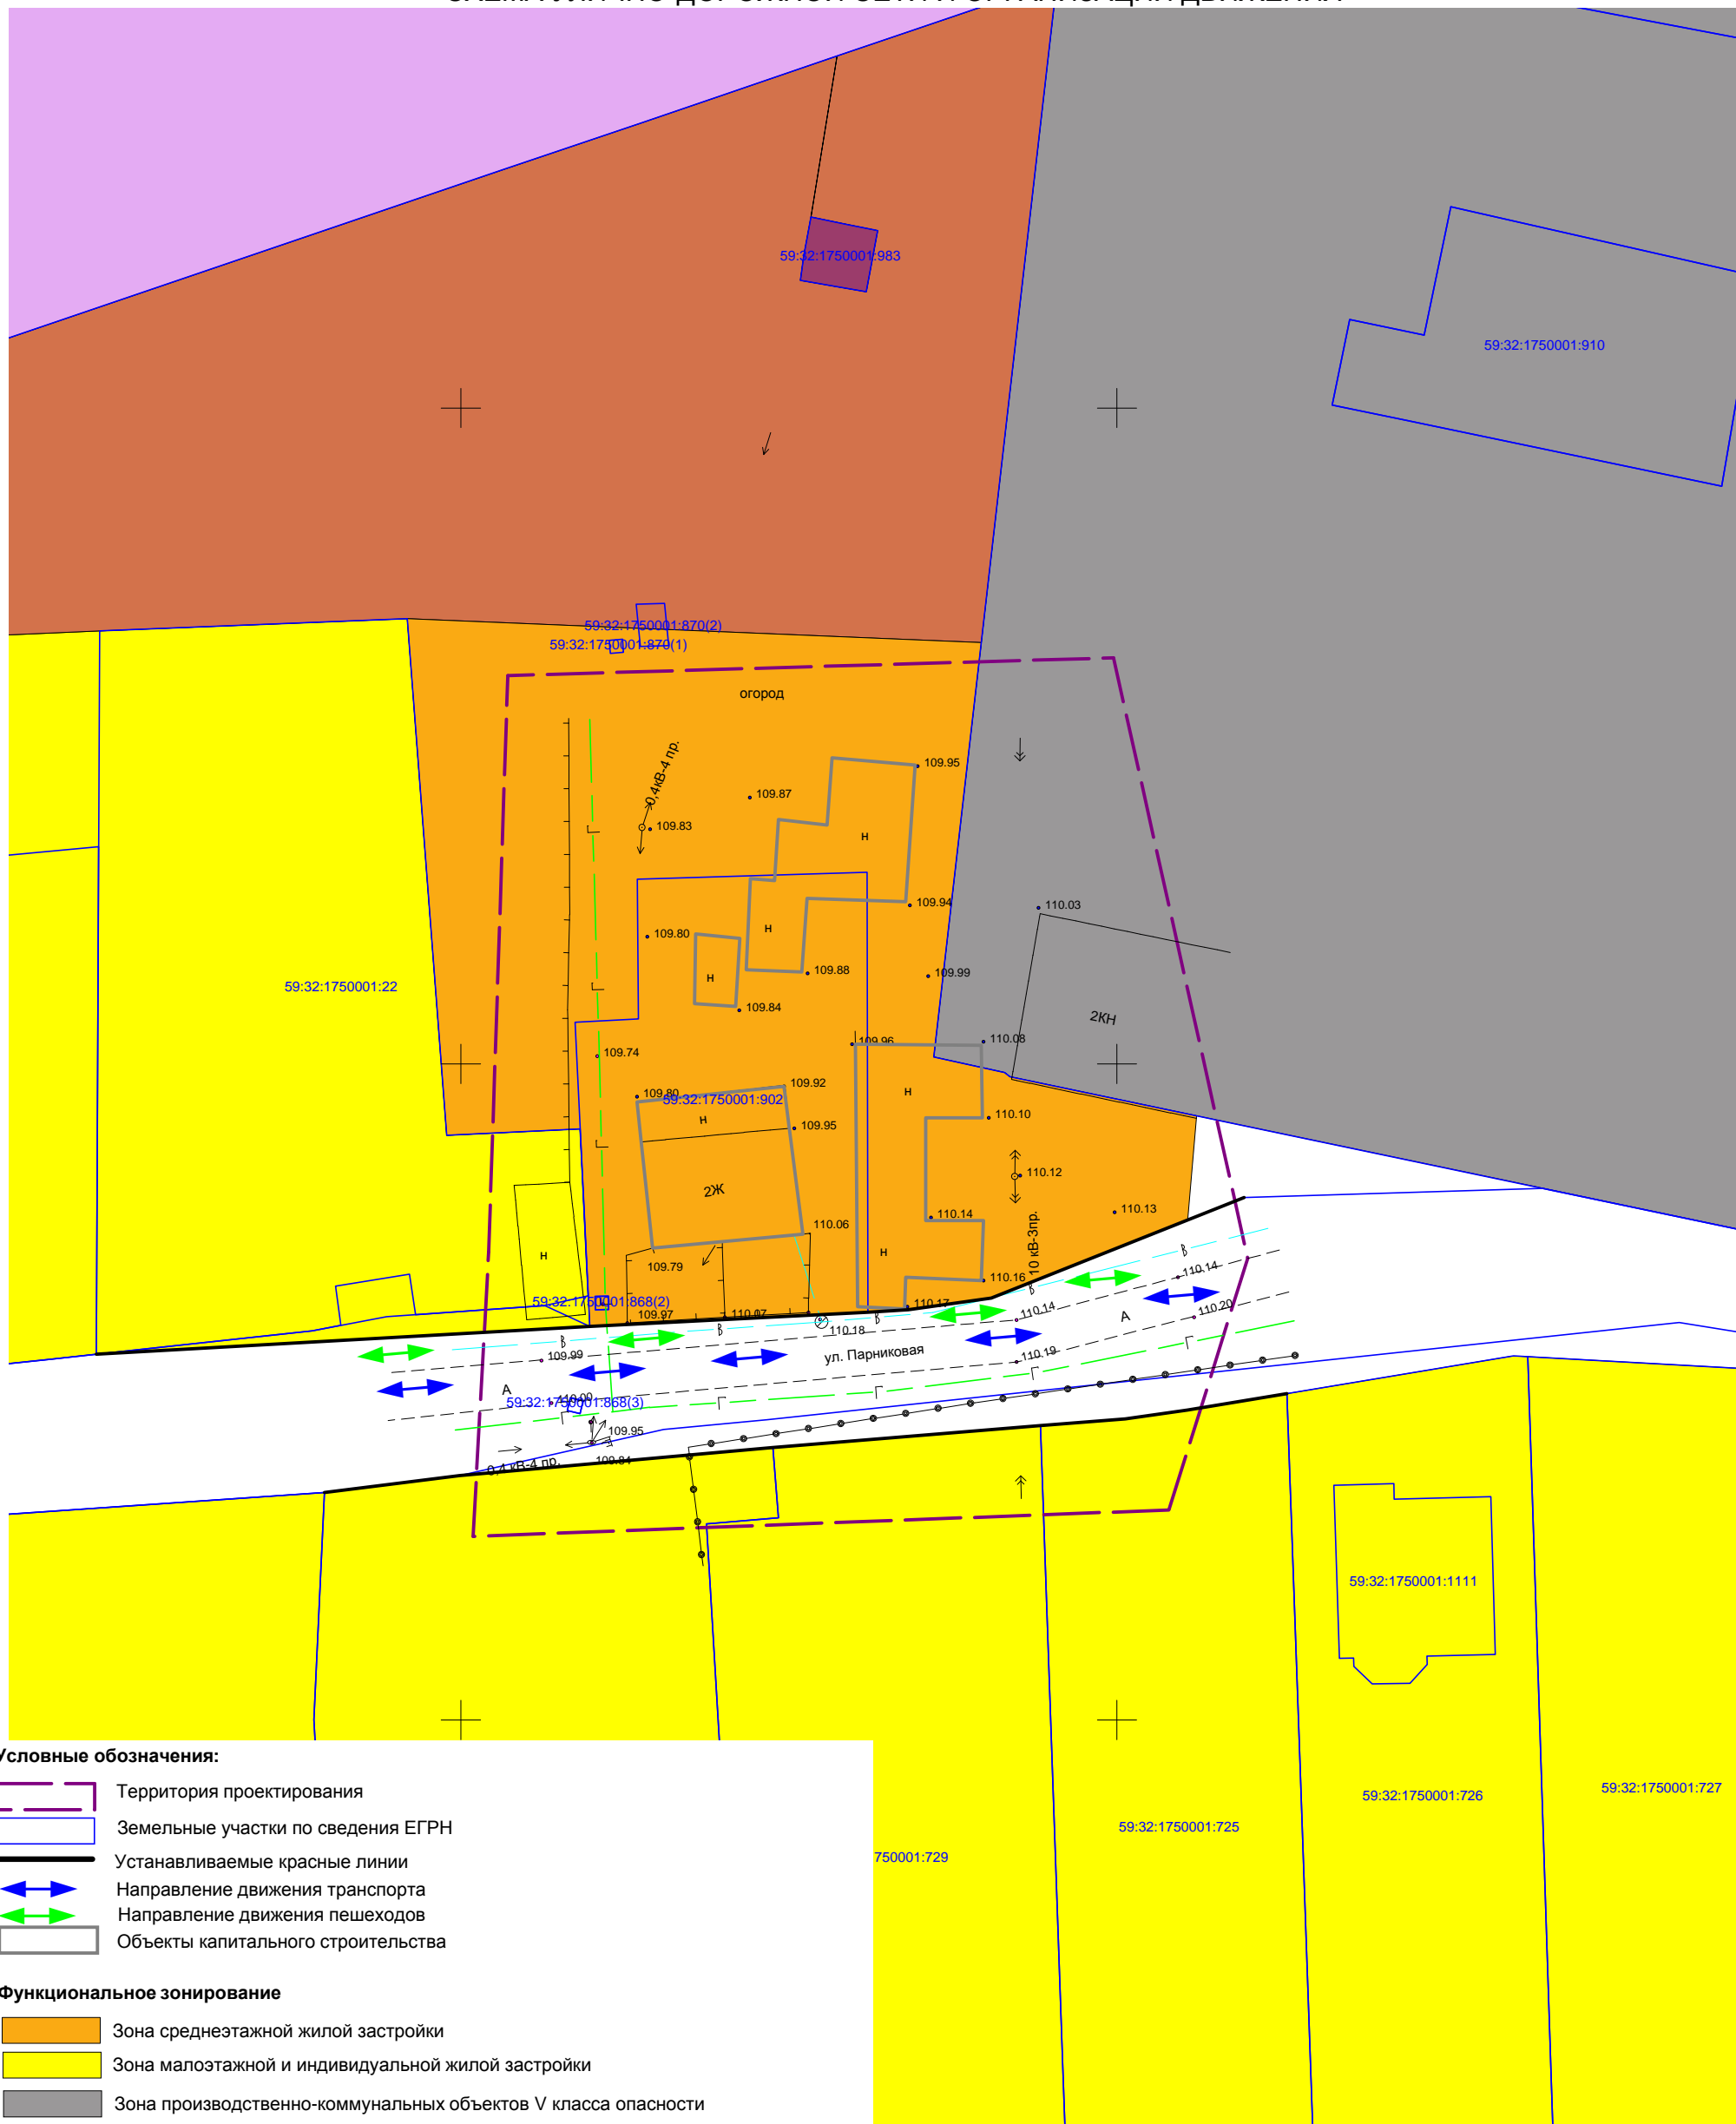 59:32:1750001:983
59:32:1750001:910
59:32:1750001:870(2)
59:32:1750001:870(1)
огород
0,4кВ-4 пр.
109.95
109.87
109.83
н
109.94
110.03
109.80
н
109.88
109.99
н
59:32:1750001:22
109.84
2КН
109.96
110.08
109.74
109.92
109.80
59:32:1750001:902
н
н
110.10
109.95
110.12
2Ж
110.14
110.13
110.06
10 кВ-3пр.
н
н
109.79
110.16
В
110.14
59:32:1750001:868(2)
В
110.17
109.97
110.07
110.14
110.20
А
В
В
110.18
В
ул. Парниковая
109.99
110.19
А
110.00
59:32:1750001:868(3)
109.95
0,4 кВ-4 пр.
109.84
59:32:1750001:1111
59:32:1750001:727
59:32:1750001:726
59:32:1750001:725
750001:729
Условные обозначения:
Территория проектирования
Земельные участки по сведения ЕГРН
Устанавливаемые красные линии
Направление движения транспорта
Направление движения пешеходов
Объекты капитального строительства
Функциональное зонирование
Зона среднеэтажной жилой застройки
Зона малоэтажной и индивидуальной жилой застройки
Зона производственно-коммунальных объектов V класса опасности